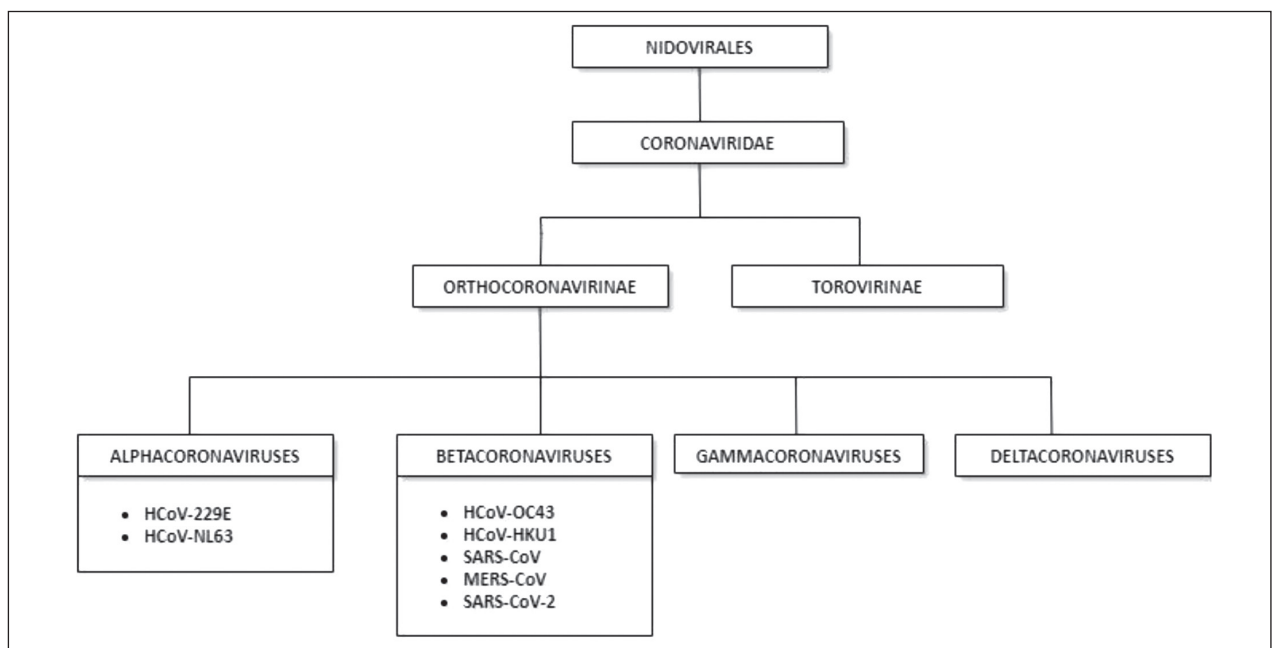 NIDOVIRALES
CORONAVIRIDAE
ORTHOCORONAVIRINAE
TOROVIRINAE
ALPHACORONAVIRUSES
• HCoV-229E
• HCoV-NL63
BETACORONAVIRUSES
• HCoV-OC43
• HCoV-HKU1
• SARS-CoV
• MERS-CoV
• SARS-CoV-2
GAMMACORONAVIRUSES
DELTACORONAVIRUSES